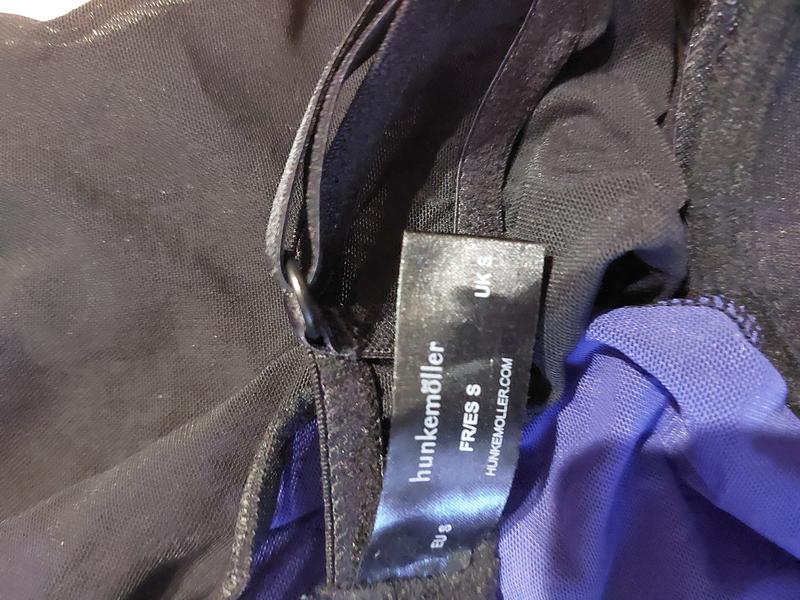 hunkemöller
EU S
FR/ES S
UK S
HUNKEMOLLER.COM